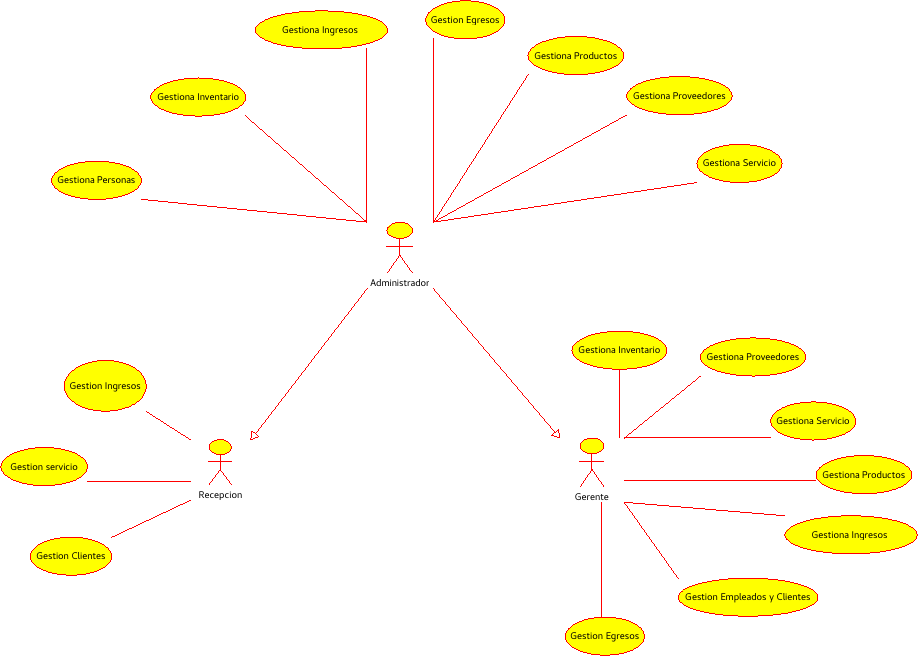 Gestion Egresos
Gestiona Ingresos
Gestiona Productos
Gestiona Inventario
Gestiona Proveedores
Gestiona Servicio
Gestiona Personas
Administrador
Gestiona Inventario
Gestiona Proveedores
Gestion Ingresos
Gestiona Servicio
Gestion servicio
Gestiona Productos
Recepcion
Gerente
Gestiona Ingresos
Gestion Clientes
Gestion Empleados y Clientes
Gestion Egresos